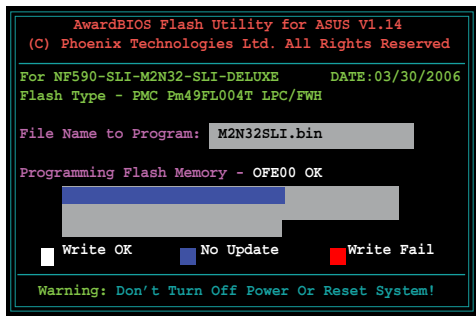 AwardBIOS Flash Utility for ASUS V1.14
(C) Phoenix Technologies Ltd. All Rights Reserved
For NF590-SLI-M2N32-SLI-DELUXE DATE:03/30/2006
Flash Type - PMC Pm49FL004T LPC/FWH
File Name to Program: M2N32SLI.bin
Programming Flash Memory - OFE00 OK
Write OK No Update Write Fail
Warning: Don't Turn Off Power Or Reset System!